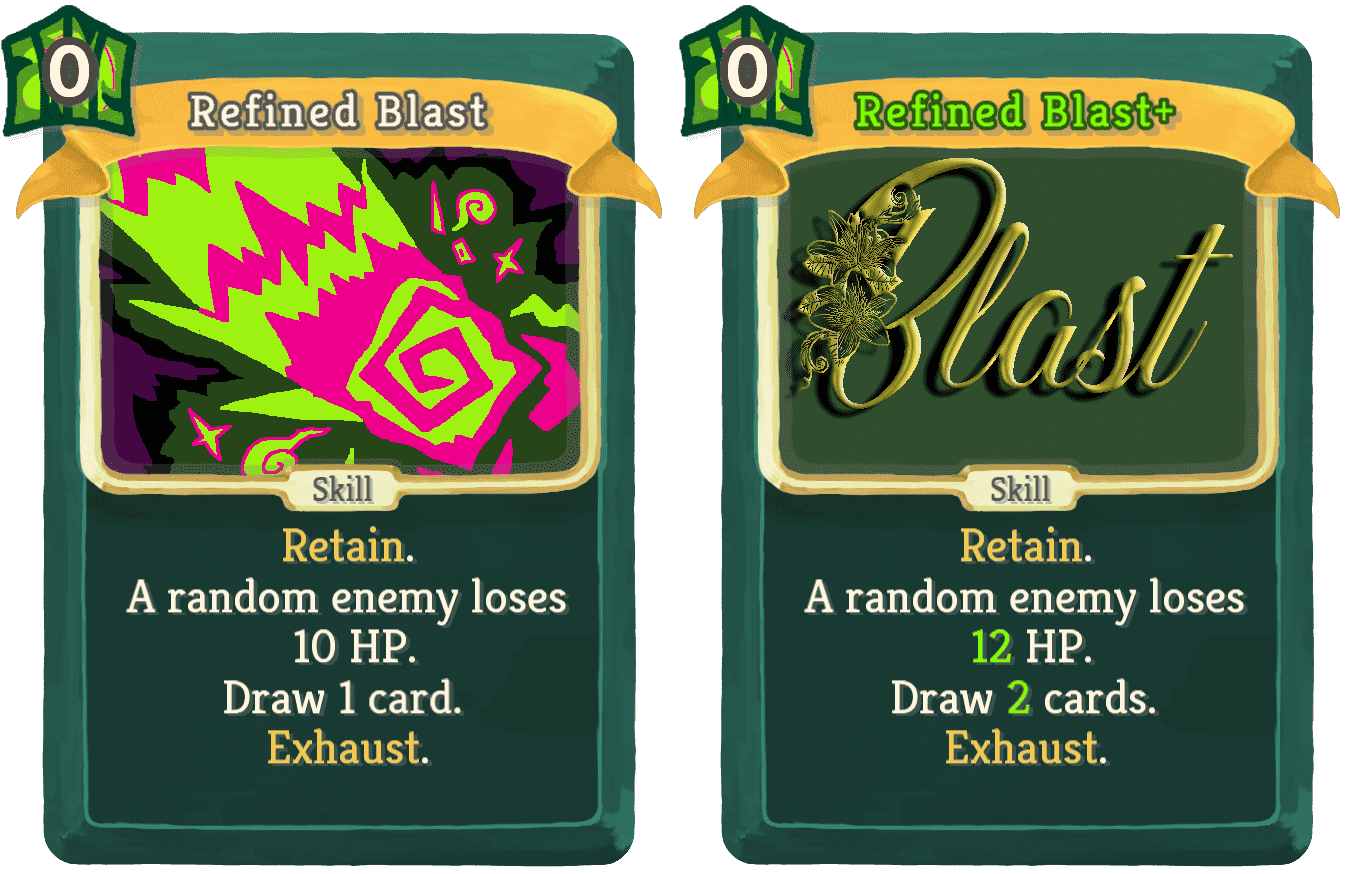 0
Refined Blast
Skill
Retain.
A random enemy loses
10 HP.
Draw 1 card.
Exhaust.
0
Refined Blast+
Blast
Skill
Retain.
A random enemy loses
12 HP.
Draw 2 cards.
Exhaust.